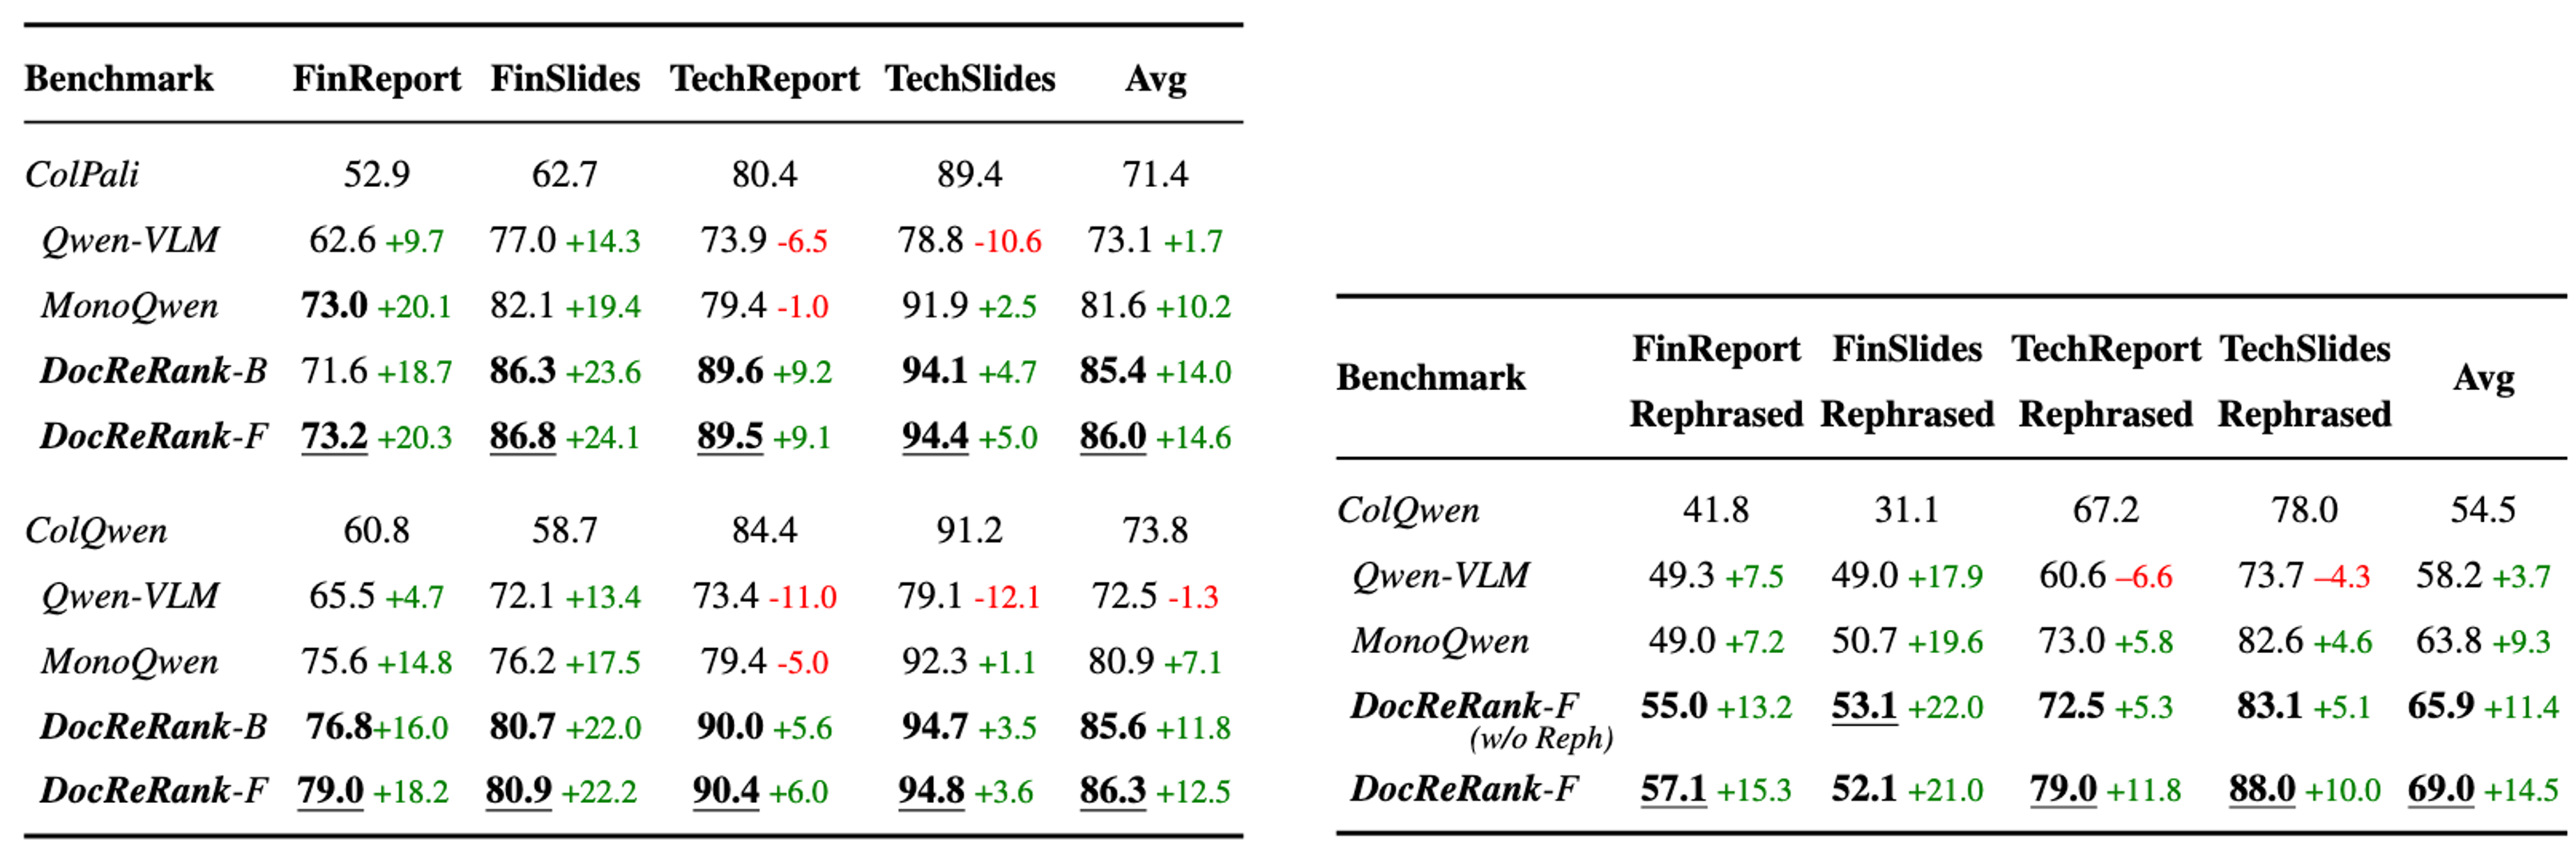 Benchmark FinReport FinSlides TechReport TechSlides Avg
ColPali 52.9 62.7 80.4 89.4 71.4
Qwen-VLM 62.6 +9.7 77.0 +14.3 73.9 -6.5 78.8 -10.6 73.1 +1.7
MonoQwen 73.0 +20.1 82.1 +19.4 79.4 -1.0 91.9 +2.5 81.6 +10.2
DocReRank-B 71.6 +18.7 86.3 +23.6 89.6 +9.2 94.1 +4.7 85.4 +14.0
DocReRank-F 73.2 +20.3 86.8 +24.1 89.5 +9.1 94.4 +5.0 86.0 +14.6
ColQwen 60.8 58.7 84.4 91.2 73.8
Qwen-VLM 65.5 +4.7 72.1 +13.4 73.4 -11.0 79.1 -12.1 72.5 -1.3
MonoQwen 75.6 +14.8 76.2 +17.5 79.4 -5.0 92.3 +1.1 80.9 +7.1
DocReRank-B 76.8+16.0 80.7 +22.0 90.0 +5.6 94.7 +3.5 85.6 +11.8
DocReRank-F 79.0 +18.2 80.9 +22.2 90.4 +6.0 94.8 +3.6 86.3 +12.5
FinReport FinSlides TechReport TechSlides
Benchmark Avg
Rephrased Rephrased Rephrased Rephrased
ColQwen 41.8 31.1 67.2 78.0 54.5
Qwen-VLM 49.3 +7.5 49.0 +17.9 60.6 –6.6 73.7 –4.3 58.2 +3.7
MonoQwen 49.0 +7.2 50.7 +19.6 73.0 +5.8 82.6 +4.6 63.8 +9.3
DocReRank-F 55.0 +13.2 53.1 +22.0 72.5 +5.3 83.1 +5.1 65.9 +11.4
(w/o Reph)
DocReRank-F 57.1 +15.3 52.1 +21.0 79.0 +11.8 88.0 +10.0 69.0 +14.5